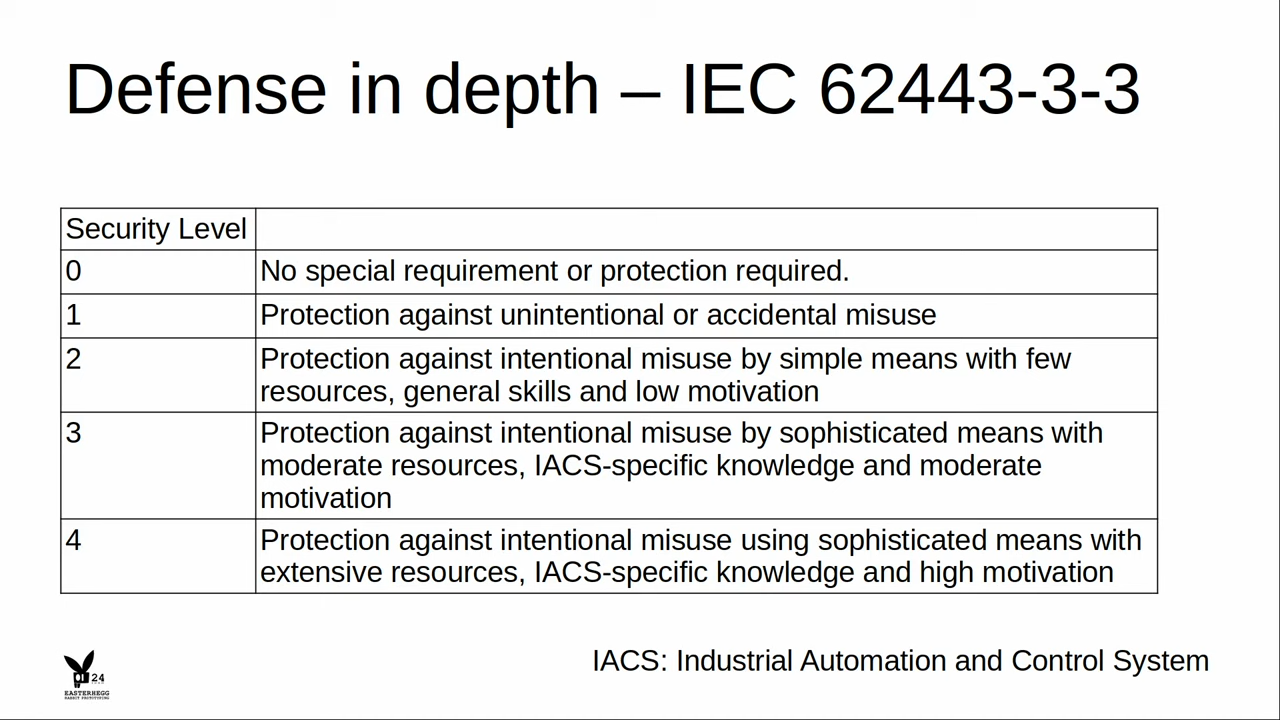 Defense in depth – IEC 62443-3-3
Security Level
0
No special requirement or protection required.
1
Protection against unintentional or accidental misuse
2
Protection against intentional misuse by simple means with few
resources, general skills and low motivation
3
Protection against intentional misuse by sophisticated means with
moderate resources, IACS-specific knowledge and moderate
motivation
4
Protection against intentional misuse using sophisticated means with
extensive resources, IACS-specific knowledge and high motivation
IACS: Industrial Automation and Control System
24
EASTERHEGG
RABBIT PROTOTYPING